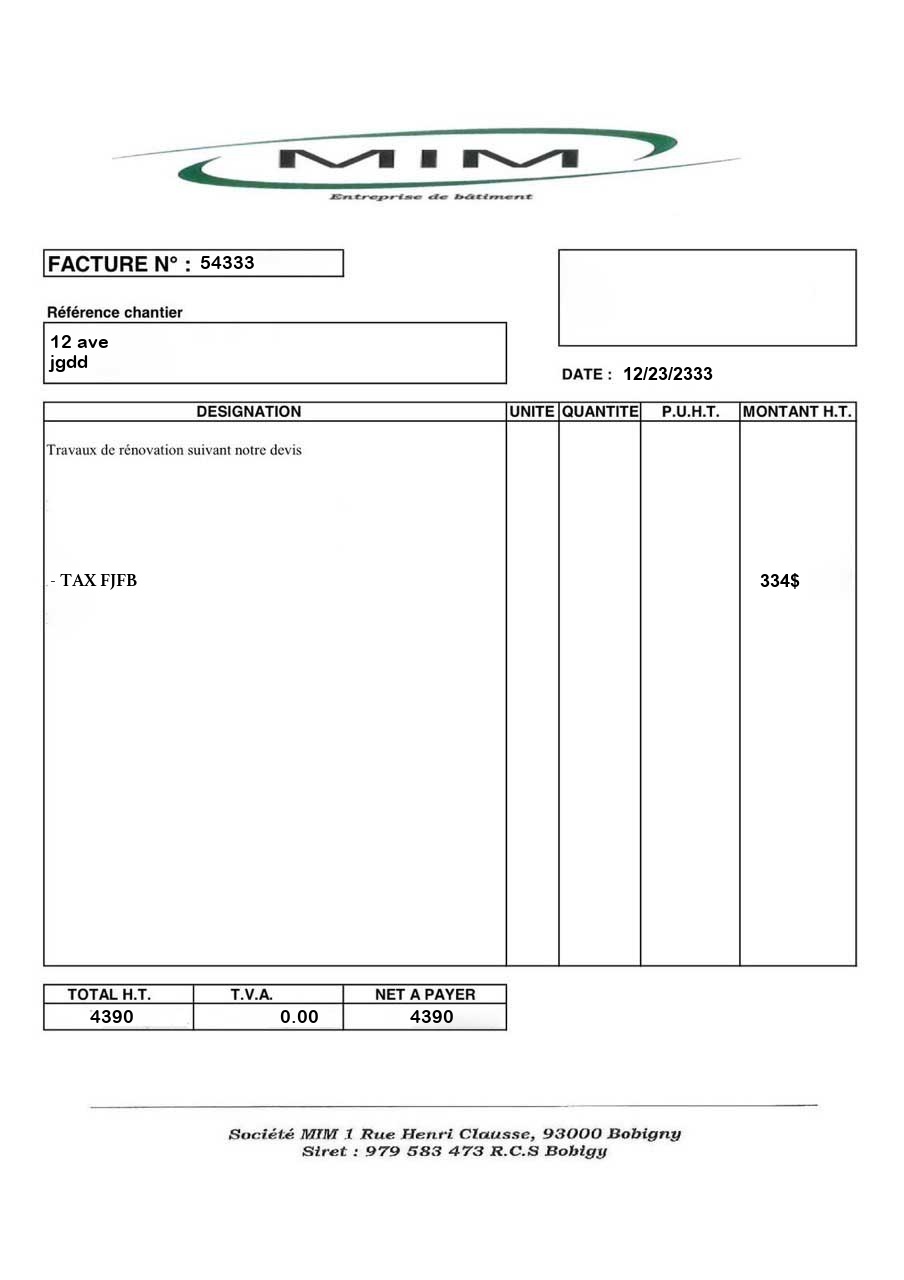 MIM
Entreprise de bâtiment
FACTURE N° : 54333
Référence chantier
12 ave
jgdd
DATE : 12/23/2333
DESIGNATION UNITE QUANTITE P.U.H.T. MONTANT H.T.
Travaux de rénovation suivant notre devis
- TAX FJFB 334$
TOTAL H.T. T.V.A. NET A PAYER
4390 0.00 4390
Société MIM 1 Rue Henri Clausse, 93000 Bobigny
Siret : 979 583 473 R.C.S Bobigy